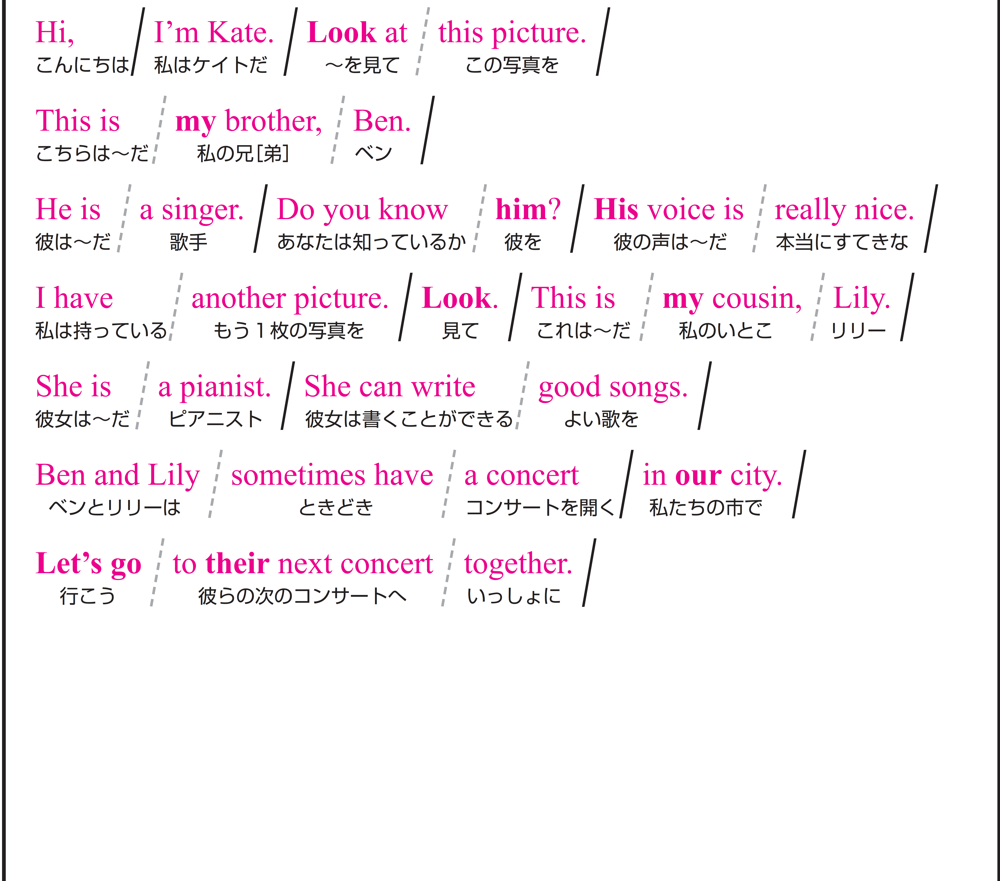 Hi, / I’m Kate. / Look at / this picture. /
こんにちは / 私はケイトだ / ～を見て / この写真を
This is / my brother, / Ben. /
こちらは～だ / 私の兄［弟］ / ベン
He is / a singer. / Do you know / him? / His voice is / really nice. /
彼は～だ / 歌手 / あなたは知っているか / 彼を / 彼の声は～だ / 本当にすてきな
I have / another picture. / Look. / This is / my cousin, / Lily. /
私は持っている / もう１枚の写真を / 見て / これは～だ / 私のいとこ / リリー
She is / a pianist. / She can write / good songs. /
彼女は～だ / ピアニスト / 彼女は書くことができる / よい歌を
Ben and Lily / sometimes have / a concert / in our city. /
ベンとリリーは / ときどき / コンサートを開く / 私たちの市で
Let’s go / to their next concert / together. /
行こう / 彼らの次のコンサートへ / いっしょに